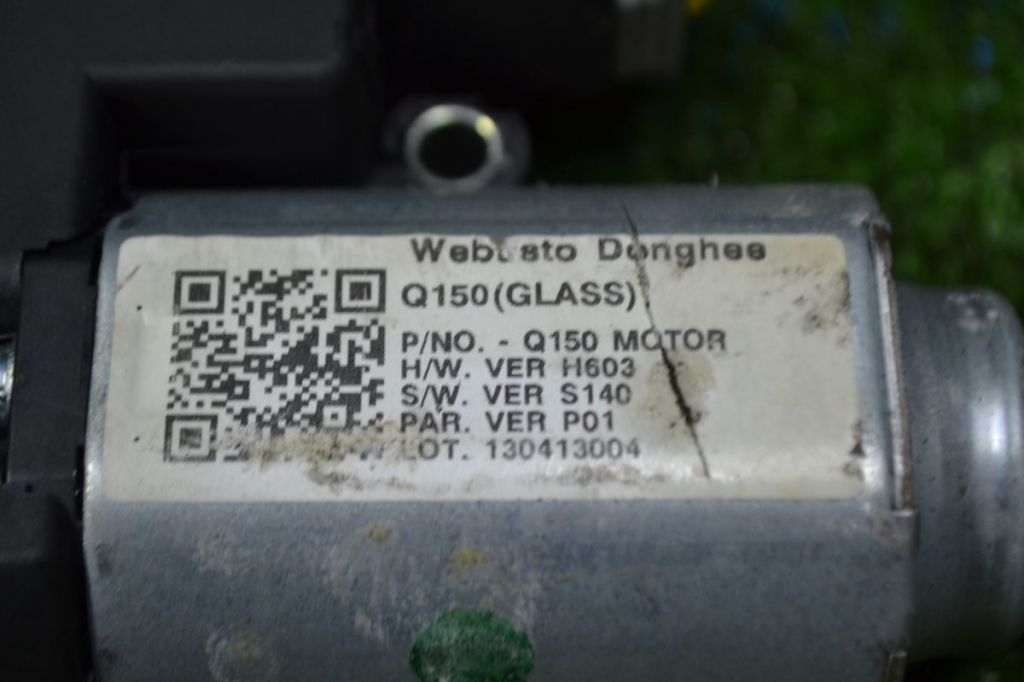 Webasto Donghee
Q150(GLASS)
P/NO. - Q150 MOTOR
H/W. VER H603
S/W. VER S140
PAR. VER P01
LOT. 130413004